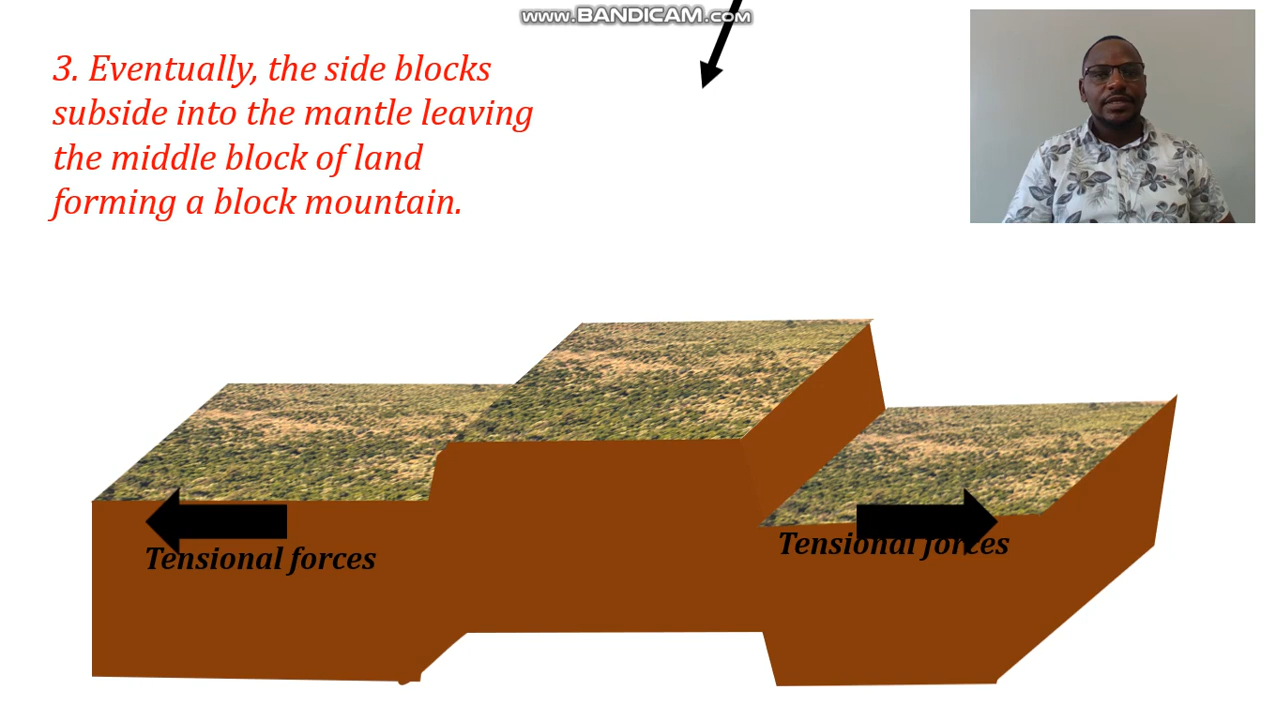 www.BANDICAM.com
3. Eventually, the side blocks
subside into the mantle leaving
the middle block of land
forming a block mountain.
Tensional forces
Tensional forces